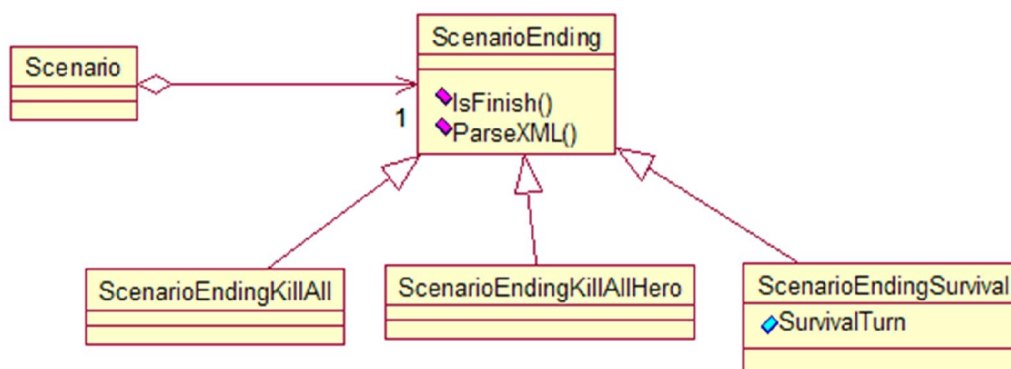 Scenario
ScenarioEnding
IsFinish()
ParseXML()
1
ScenarioEndingKillAll
ScenarioEndingKillAllHero
ScenarioEndingSurvival
SurvivalTurn